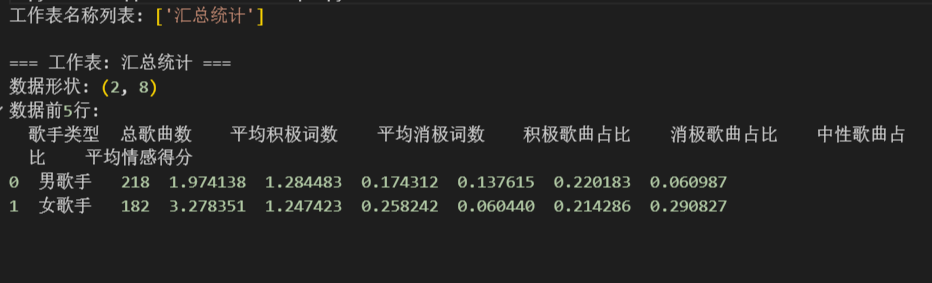 工作表名称列表: ['汇总统计']
=== 工作表: 汇总统计 ===
数据形状: (2, 8)
数据前5行:
歌手类型 总歌曲数 平均积极词数 平均消极词数 积极歌曲占比 消极歌曲占比 中性歌曲占
比 平均情感得分
0 男歌手 218 1.974138 1.284483 0.174312 0.137615 0.220183 0.060987
1 女歌手 182 3.278351 1.247423 0.258242 0.060440 0.214286 0.290827